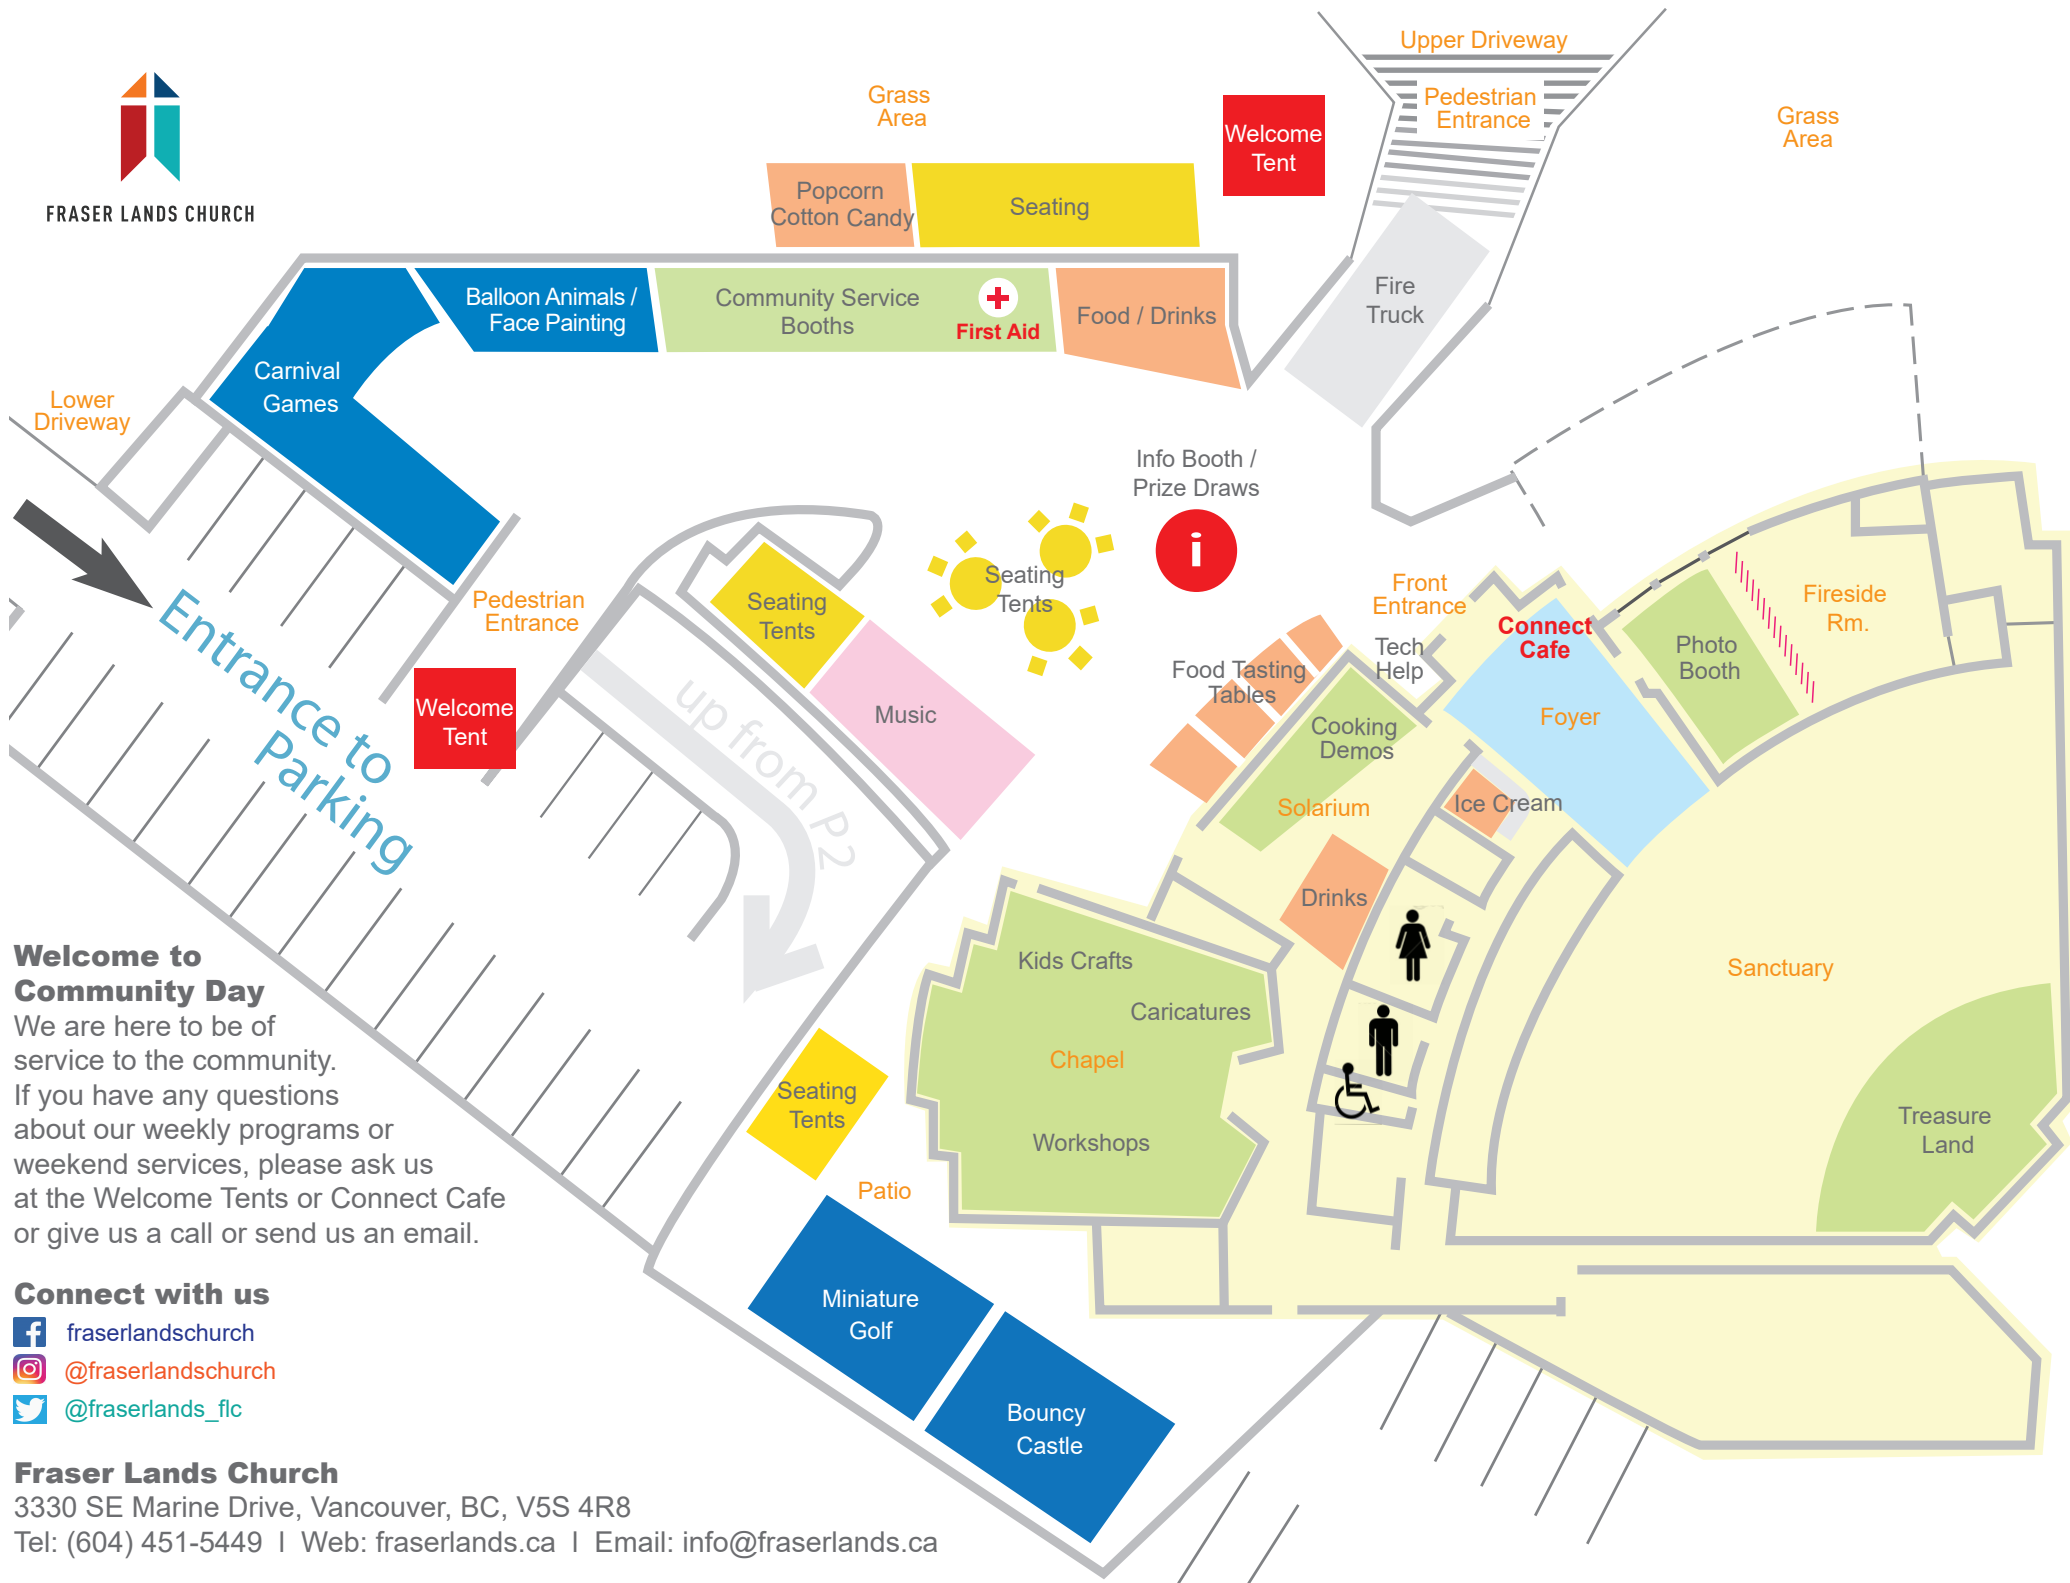 Upper Driveway
Pedestrian
Entrance
Grass
Area
Grass
Area
Welcome
Tent
FRASER LANDS CHURCH
Popcorn
Cotton Candy
Seating
Balloon Animals /
Face Painting
Community Service
Booths
First Aid
Food / Drinks
Fire
Truck
Carnival
Games
Lower
Driveway
Info Booth /
Prize Draws
i
Entrance to
Parking
Pedestrian
Entrance
Welcome
Tent
Seating
Tents
Seating
Tents
Music
up from P2
Front
Entrance
Connect
Cafe
Tech
Help
Food Tasting
Tables
Cooking
Demos
Solarium
Foyer
Photo
Booth
Fireside
Rm.
Ice Cream
Drinks
Kids Crafts
Caricatures
Chapel
Workshops
Sanctuary
Treasure
Land
Seating
Tents
Patio
Miniature
Golf
Bouncy
Castle
Welcome to
Community Day
We are here to be of
service to the community.
If you have any questions
about our weekly programs or
weekend services, please ask us
at the Welcome Tents or Connect Cafe
or give us a call or send us an email.
Connect with us
fraserlandschurch
@fraserlandschurch
@fraserlands_flc
Fraser Lands Church
3330 SE Marine Drive, Vancouver, BC, V5S 4R8
Tel: (604) 451-5449 I Web: fraserlands.ca I Email: info@fraserlands.ca